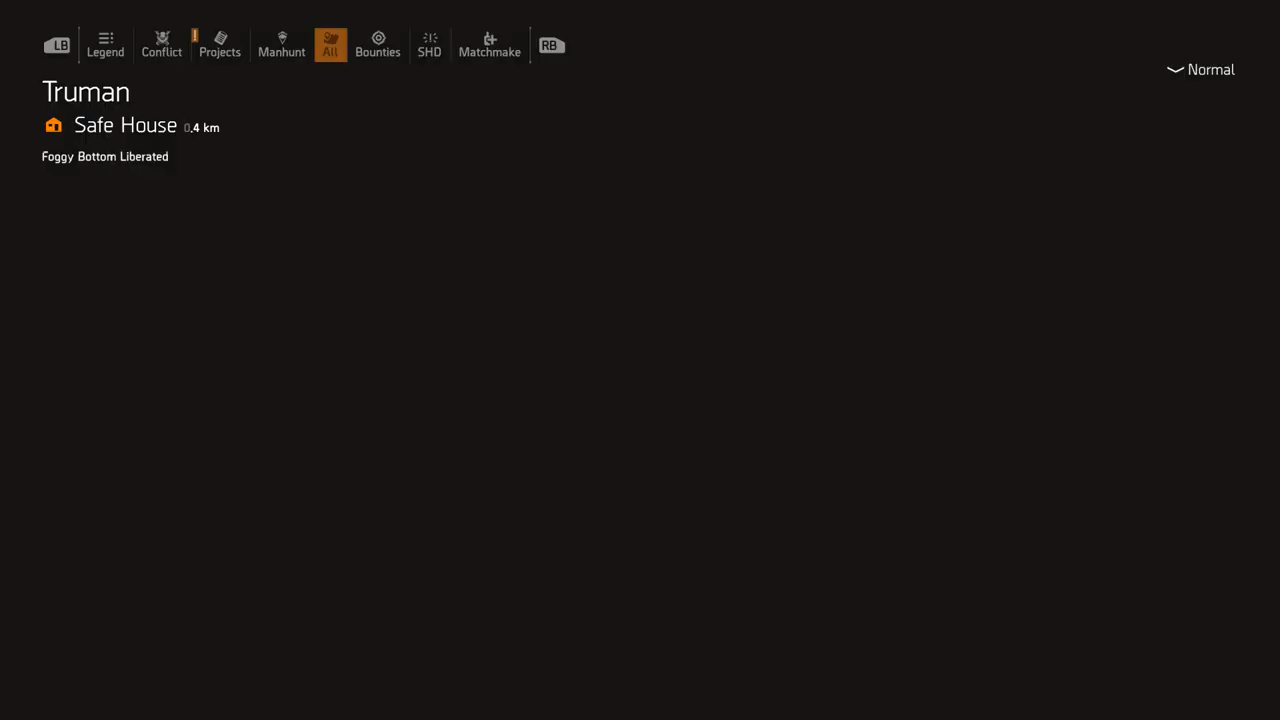 LB Legend Conflict Projects Manhunt All Bounties SHD Matchmake RB
Normal
Truman
Safe House 0.4 km
Foggy Bottom Liberated